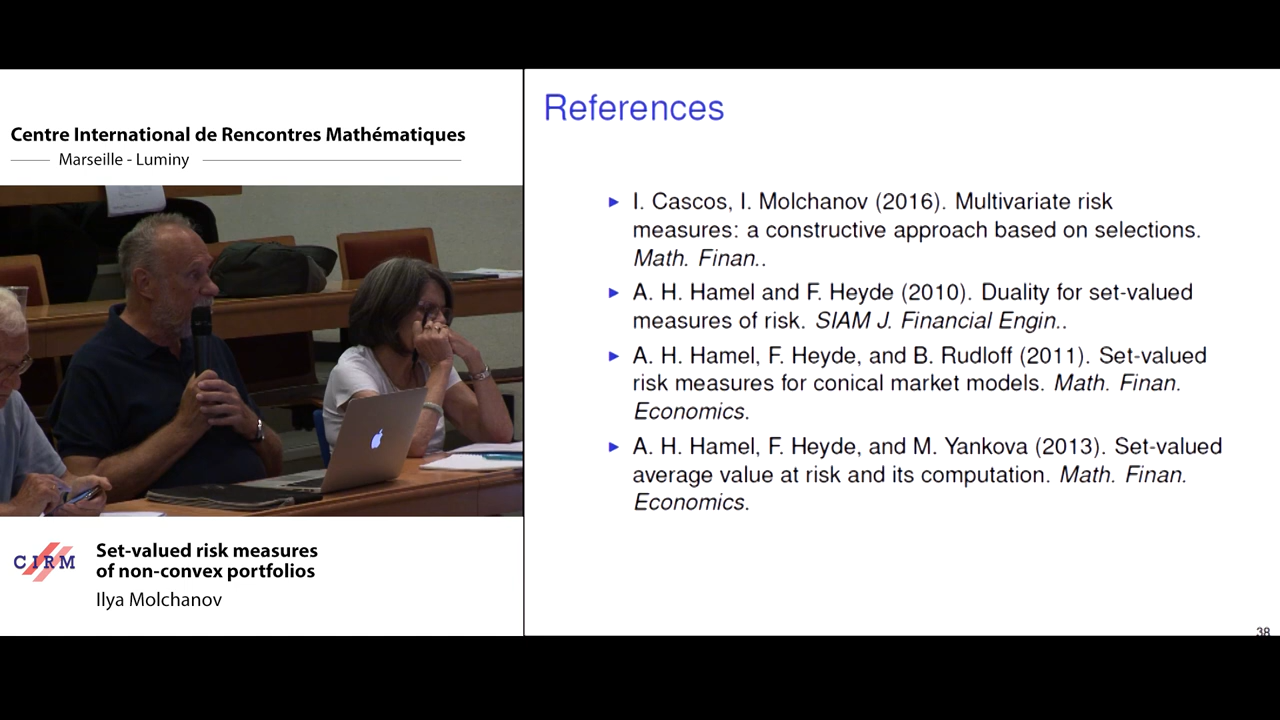 Centre International de Rencontres Mathématiques
Marseille - Luminy
CIRM
Set-valued risk measures
of non-convex portfolios
Ilya Molchanov
References
I. Cascos, I. Molchanov (2016). Multivariate risk
measures: a constructive approach based on selections.
Math. Finan..
A. H. Hamel and F. Heyde (2010). Duality for set-valued
measures of risk. SIAM J. Financial Engin..
A. H. Hamel, F. Heyde, and B. Rudloff (2011). Set-valued
risk measures for conical market models. Math. Finan.
Economics.
A. H. Hamel, F. Heyde, and M. Yankova (2013). Set-valued
average value at risk and its computation. Math. Finan.
Economics.
38